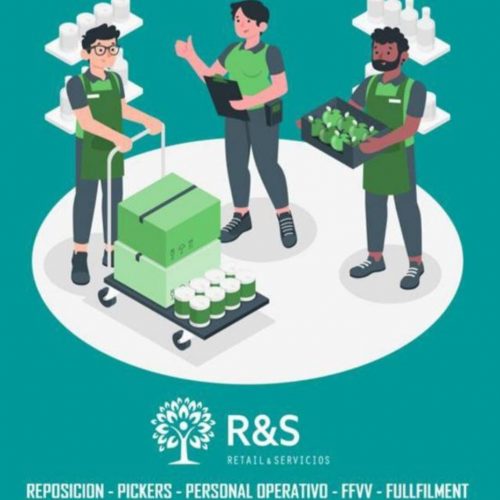 R&S
RETAIL & SERVICIOS
REPOSICION - PICKERS - PERSONAL OPERATIVO - FFVV - FULLFILMENT